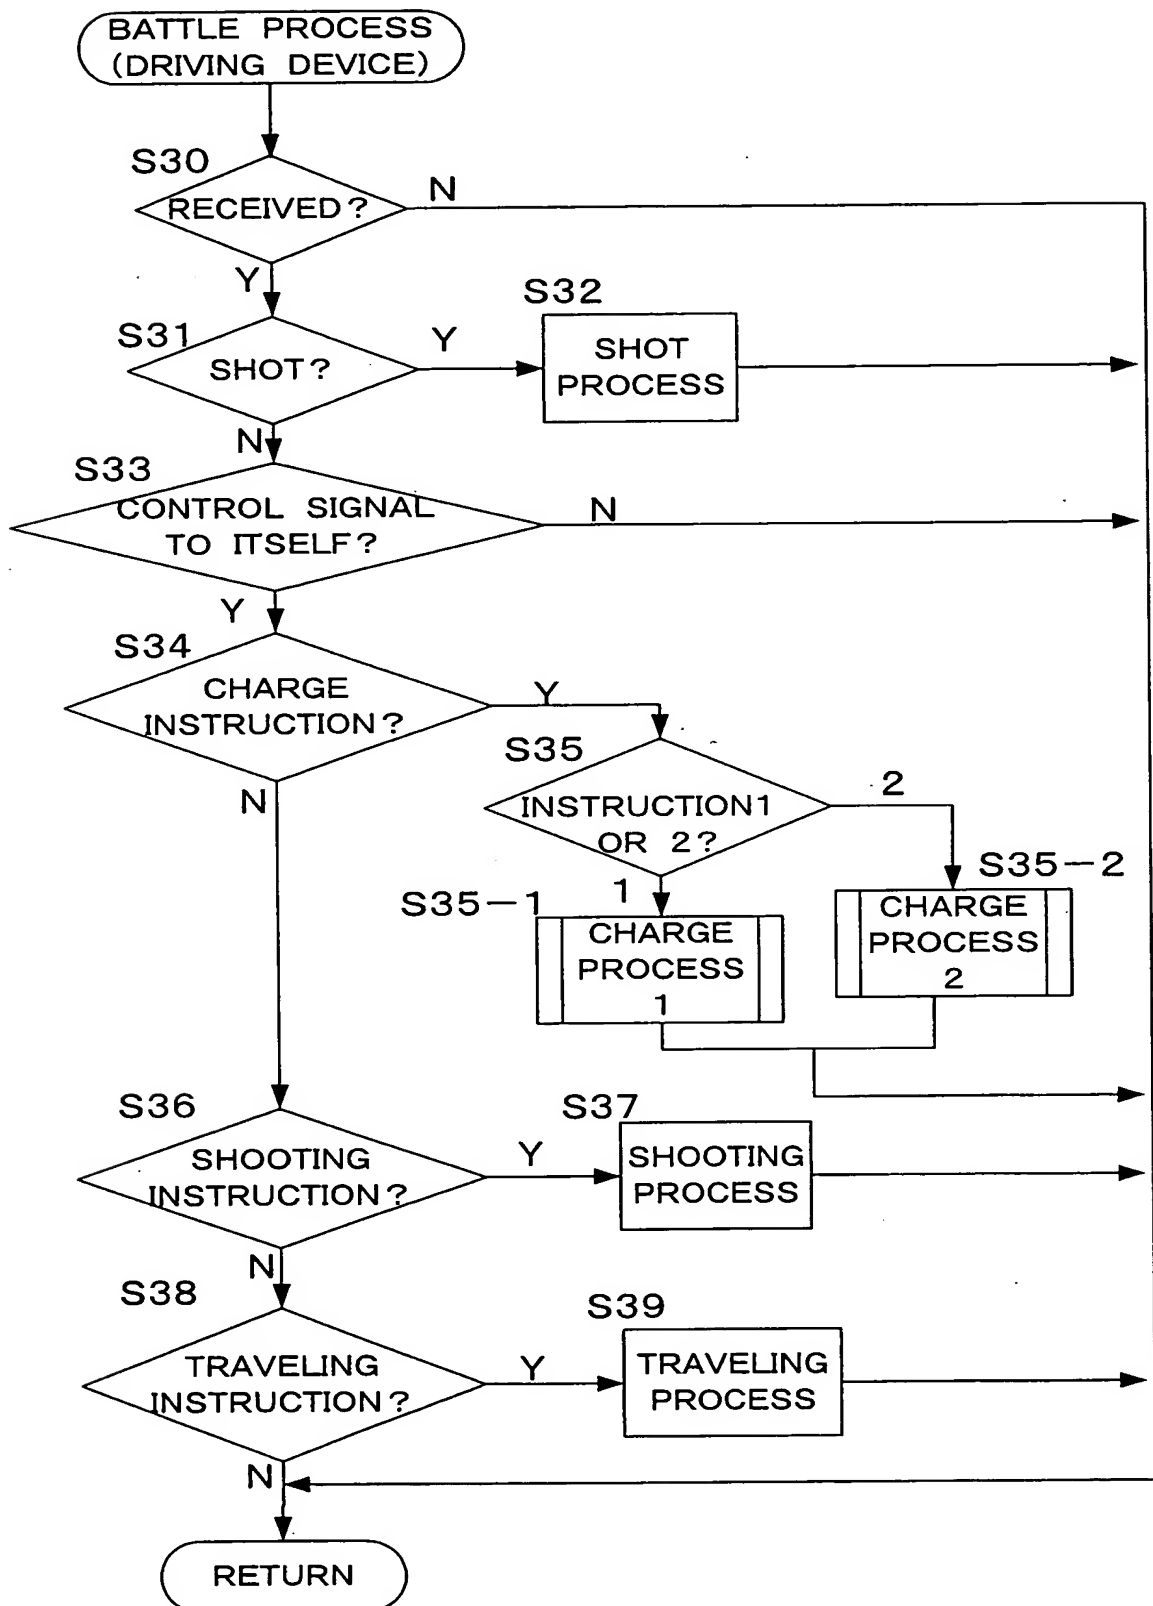 BATTLE PROCESS
(DRIVING DEVICE)
S30
RECEIVED?
N
Y
S31
SHOT?
Y
S32
SHOT
PROCESS
N
S33
CONTROL SIGNAL
TO ITSELF?
N
Y
S34
CHARGE
INSTRUCTION?
Y
N
S35
INSTRUCTION1
OR 2?
2
1
S35-1
CHARGE
PROCESS
1
S35-2
CHARGE
PROCESS
2
S36
SHOOTING
INSTRUCTION?
Y
S37
SHOOTING
PROCESS
N
S38
TRAVELING
INSTRUCTION?
Y
S39
TRAVELING
PROCESS
N
RETURN